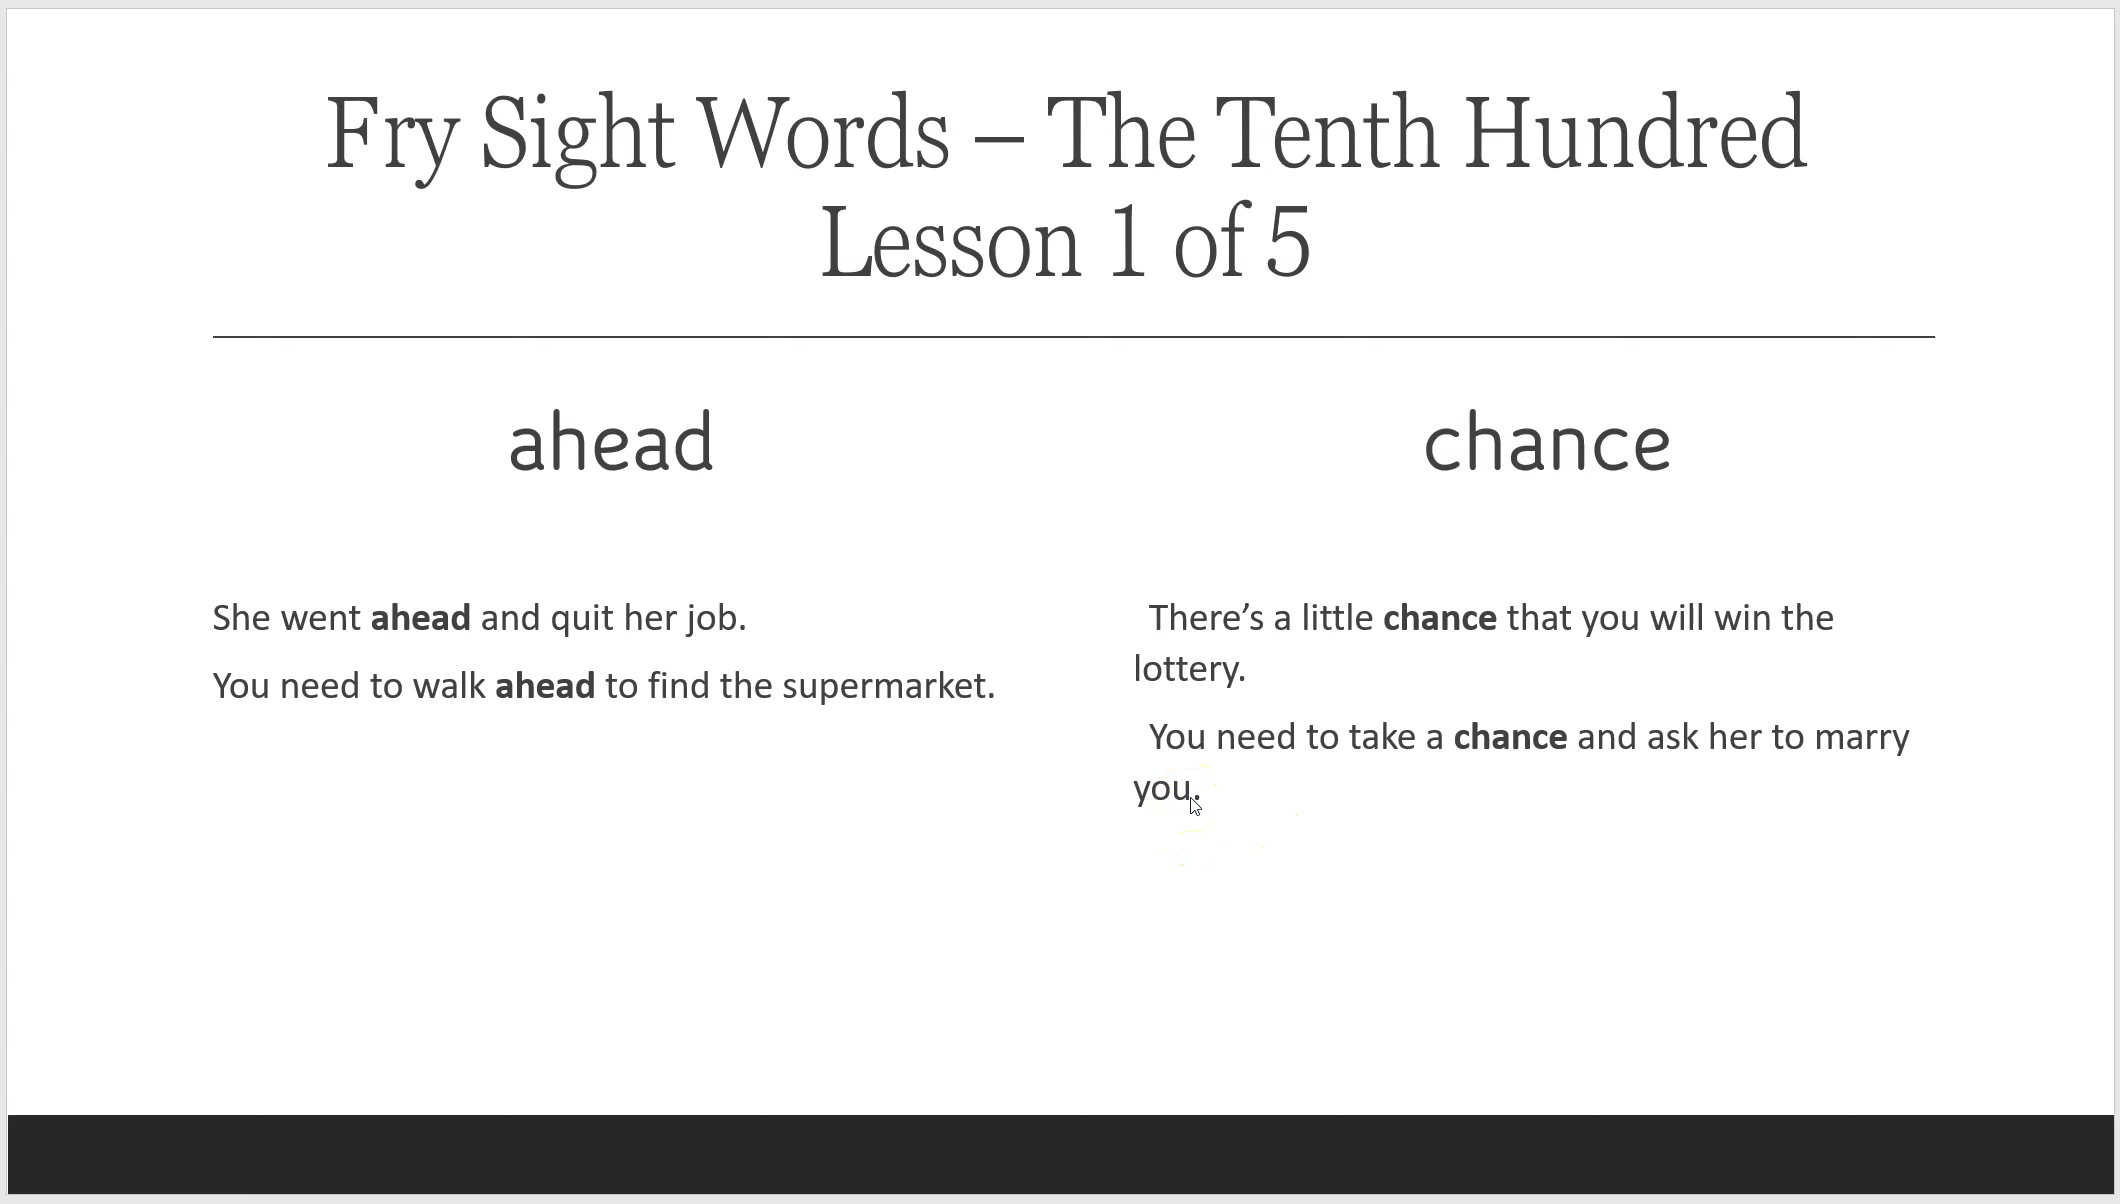 Fry Sight Words – The Tenth Hundred
Lesson 1 of 5
ahead
She went ahead and quit her job.
You need to walk ahead to find the supermarket.
chance
There’s a little chance that you will win the
lottery.
You need to take a chance and ask her to marry
you.